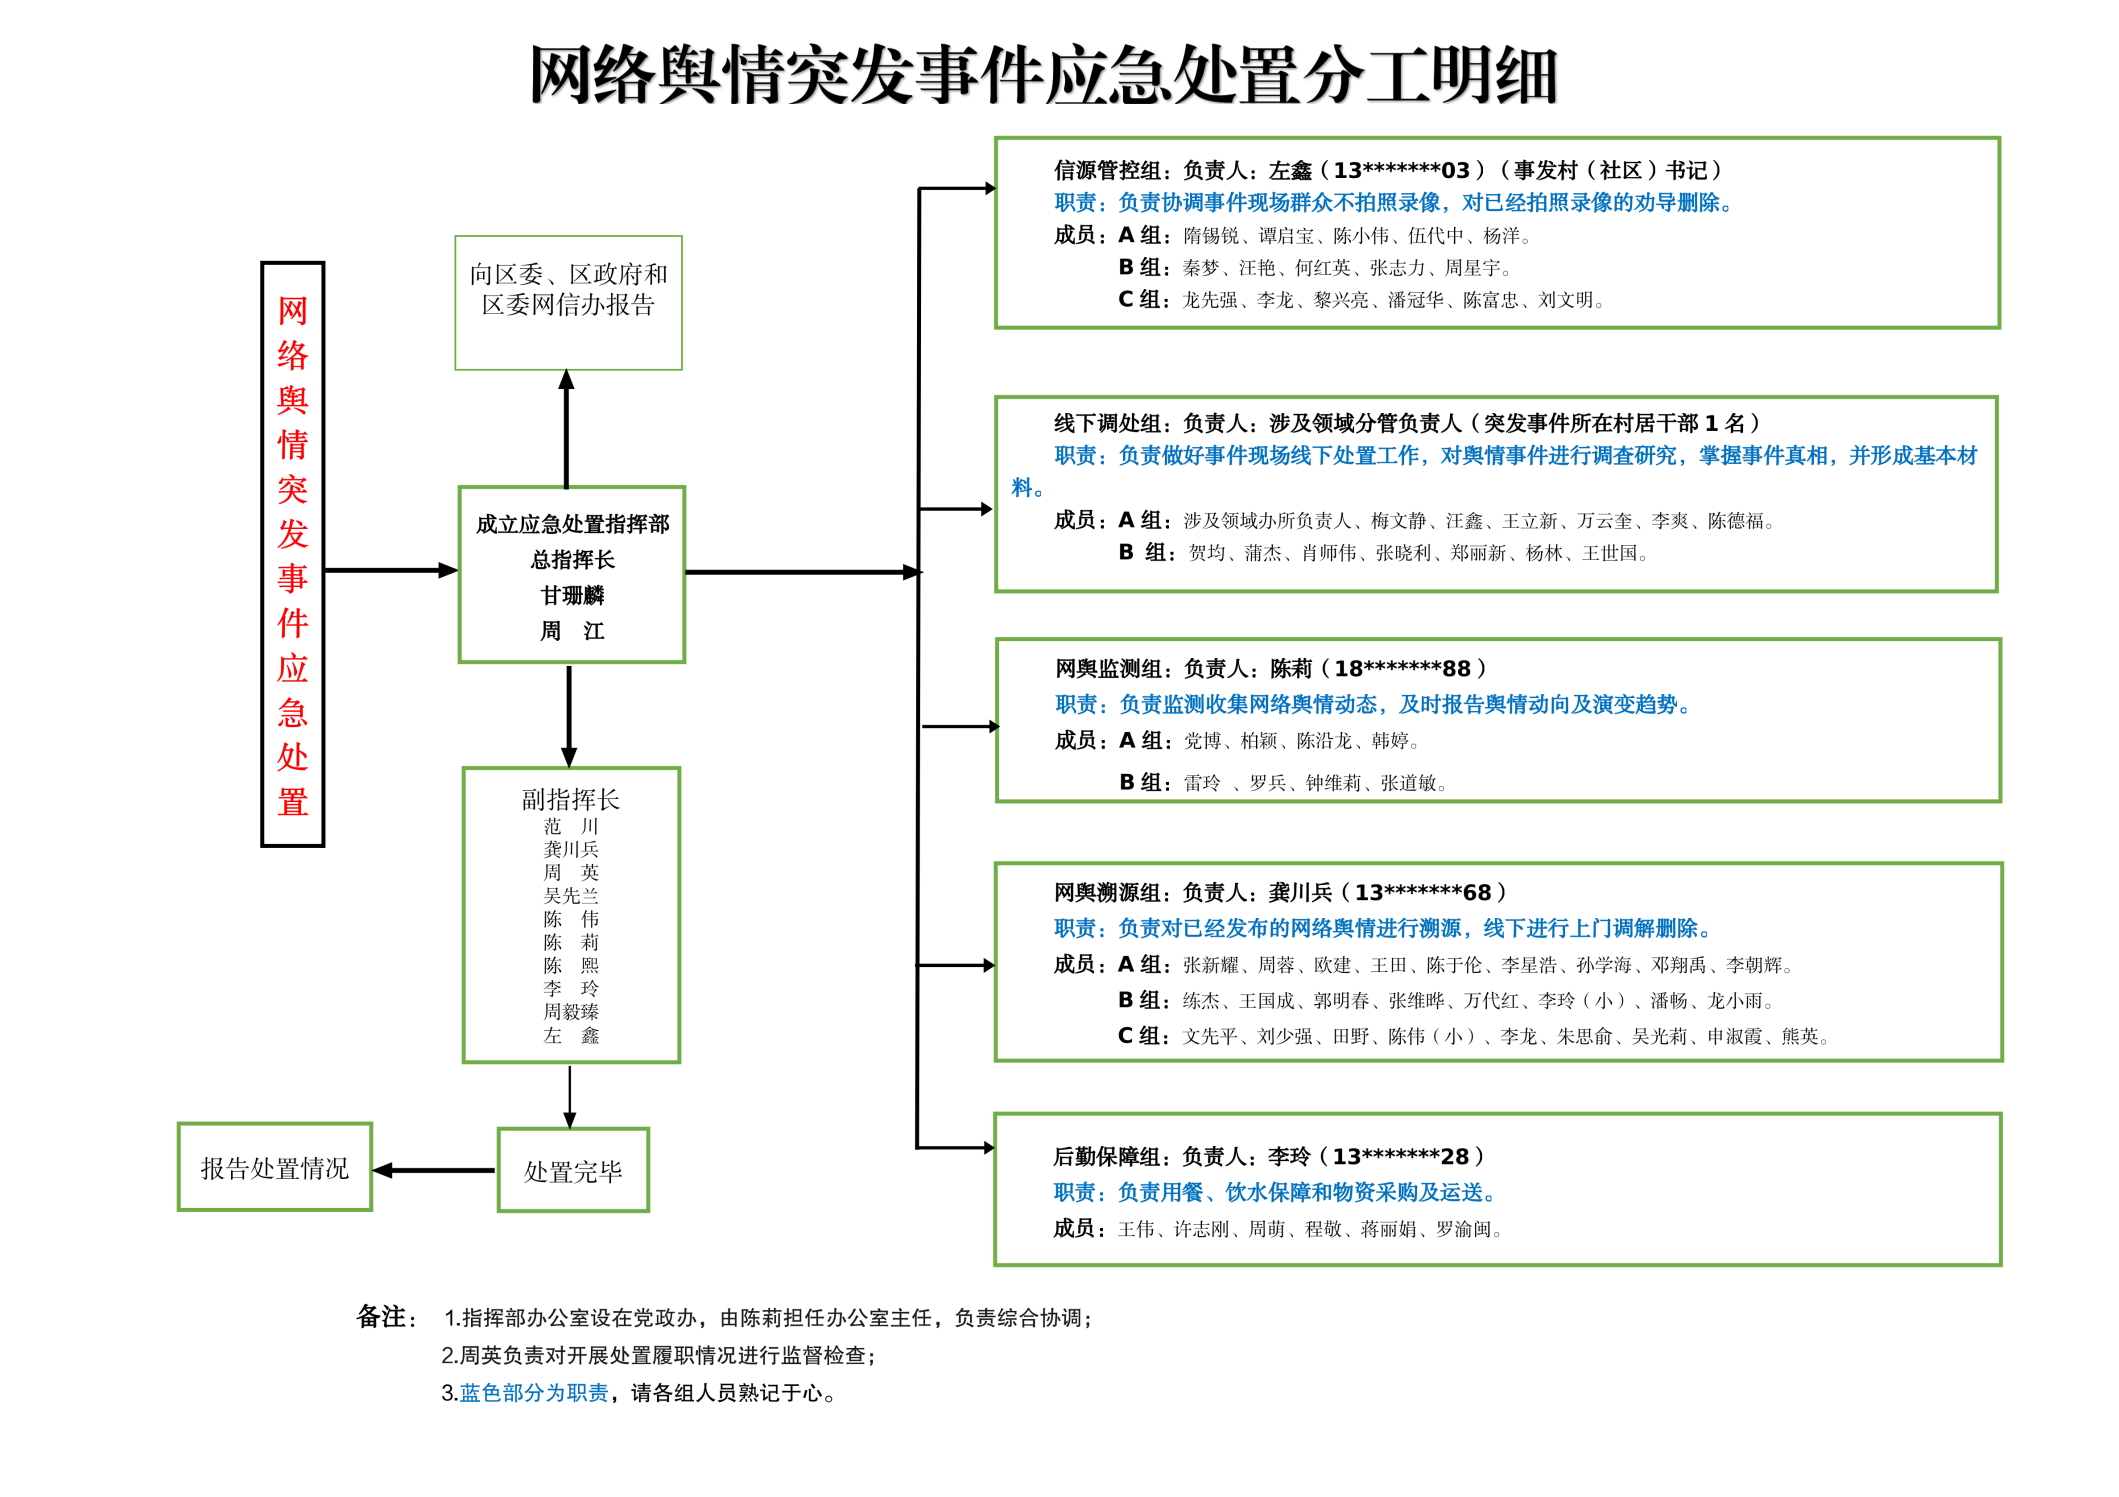 网络舆情突发事件应急处置分工明细
网络舆情突发事件应急处置
向区委、区政府和
区委网信办报告
成立应急处置指挥部
总指挥长
甘珊麟
周　江
副指挥长
范　川
龚川兵
周　英
吴先兰
陈　伟
陈　莉
陈　熙
李　玲
周毅臻
左　鑫
处置完毕
报告处置情况
信源管控组：负责人：左鑫（13*******03）（事发村（社区）书记）
职责：负责协调事件现场群众不拍照录像，对已经拍照录像的劝导删除。
成员：A 组：隋锡锐、谭启宝、陈小伟、伍代中、杨洋。
B 组：秦梦、汪艳、何红英、张志力、周星宇。
C 组：龙先强、李龙、黎兴亮、潘冠华、陈富忠、刘文明。
线下调处组：负责人：涉及领域分管负责人（突发事件所在村居干部 1 名）
职责：负责做好事件现场线下处置工作，对舆情事件进行调查研究，掌握事件真相，并形成基本材
料。
成员：A 组：涉及领域办所负责人、梅文静、汪鑫、王立新、万云奎、李爽、陈德福。
B 组：贺均、蒲杰、肖师伟、张晓利、郑丽新、杨林、王世国。
网舆监测组：负责人：陈莉（18*******88）
职责：负责监测收集网络舆情动态，及时报告舆情动向及演变趋势。
成员：A 组：党博、柏颖、陈沿龙、韩婷。
B 组：雷玲 、罗兵、钟维莉、张道敏。
网舆溯源组：负责人：龚川兵（13*******68）
职责：负责对已经发布的网络舆情进行溯源，线下进行上门调解删除。
成员：A 组：张新耀、周蓉、欧建、王田、陈于伦、李星浩、孙学海、邓翔禹、李朝辉。
B 组：练杰、王国成、郭明春、张维晔、万代红、李玲（小）、潘畅、龙小雨。
C 组：文先平、刘少强、田野、陈伟（小）、李龙、朱思俞、吴光莉、申淑霞、熊英。
后勤保障组：负责人：李玲（13*******28）
职责：负责用餐、饮水保障和物资采购及运送。
成员：王伟、许志刚、周萌、程敬、蒋丽娟、罗渝闽。
备注：　1.指挥部办公室设在党政办，由陈莉担任办公室主任，负责综合协调；
2.周英负责对开展处置履职情况进行监督检查；
3.蓝色部分为职责，请各组人员熟记于心。